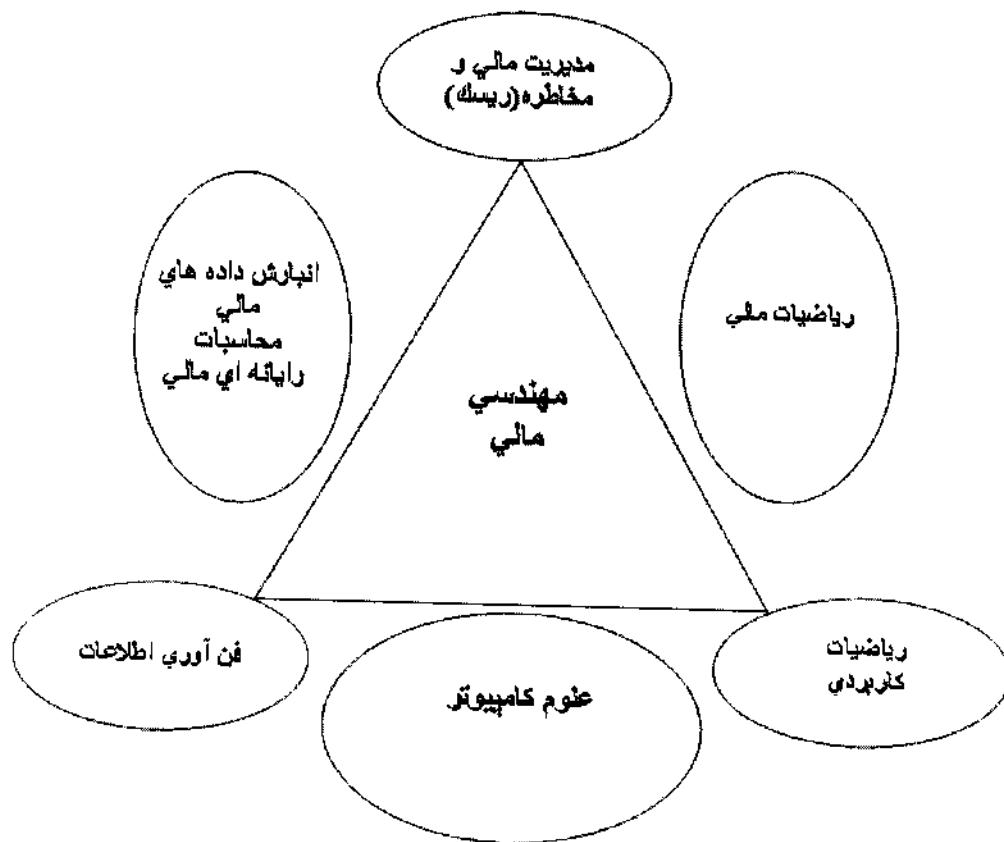 مديريت مالي و
مخاطره(ريسك)
انبارش داده هاي
مالي
محاسبات
رايانه اي مالي
رياضيات مالي
مهندسي
مالي
فن آوري اطلاعات
علوم كامپيوتر
رياضيات
كاربردي